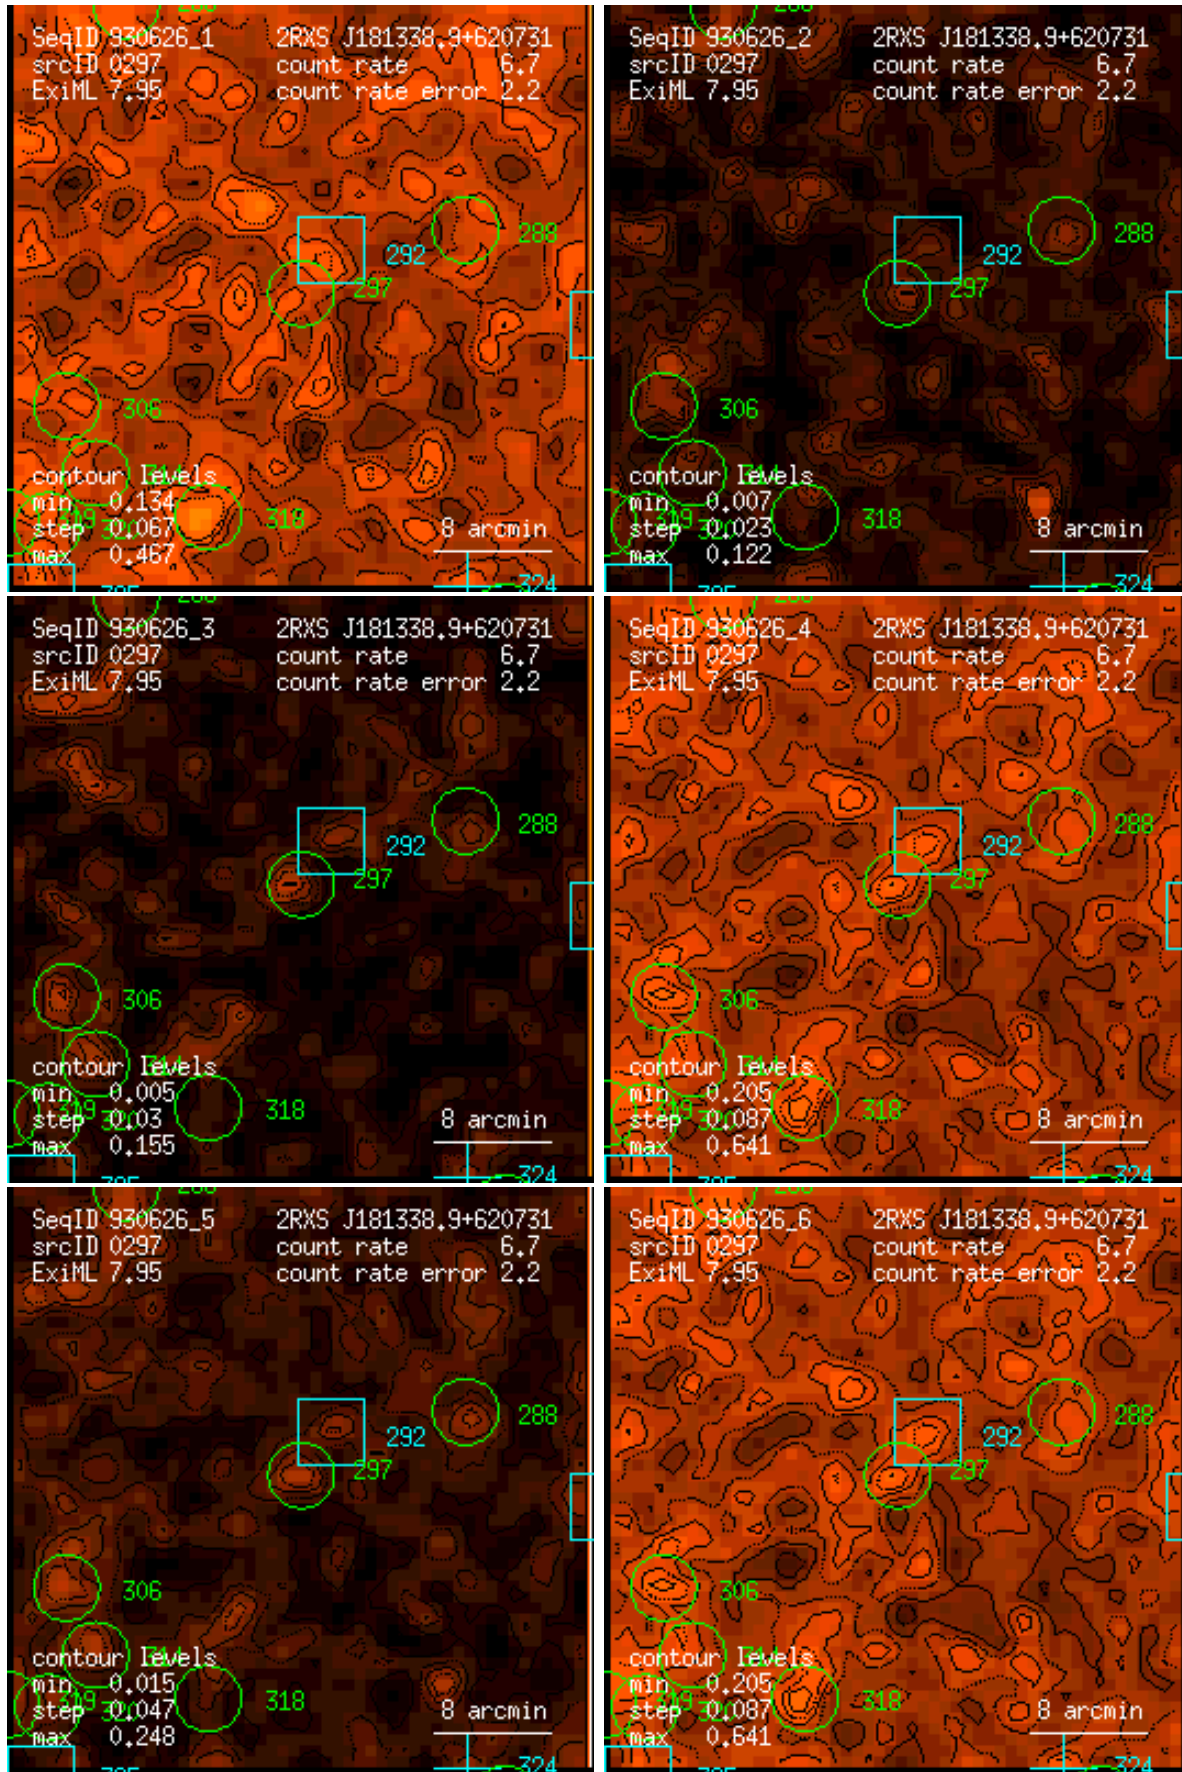 SeqID 930626_1 2RXS J181338.9+620731
srcID 0297 count rate 6.7
ExiML 7.95 count rate error 2.2
288
292
297
306
contour levels
min 0.134
step 0.067
max 0.467
318
8 arcmin
324
SeqID 930626_2 2RXS J181338.9+620731
srcID 0297 count rate 6.7
ExiML 7.95 count rate error 2.2
288
292
297
306
contour levels
min 0.007
step 0.023
max 0.122
318
8 arcmin
324
SeqID 930626_3 2RXS J181338.9+620731
srcID 0297 count rate 6.7
ExiML 7.95 count rate error 2.2
288
292
297
306
contour levels
min 0.005
step 0.03
max 0.155
318
8 arcmin
324
SeqID 930626_4 2RXS J181338.9+620731
srcID 0297 count rate 6.7
ExiML 7.95 count rate error 2.2
288
292
297
306
contour levels
min 0.205
step 0.087
max 0.641
318
8 arcmin
324
SeqID 930626_5 2RXS J181338.9+620731
srcID 0297 count rate 6.7
ExiML 7.95 count rate error 2.2
288
292
297
306
contour levels
min 0.015
step 0.047
max 0.248
319
318
8 arcmin
324
SeqID 930626_6 2RXS J181338.9+620731
srcID 0297 count rate 6.7
ExiML 7.95 count rate error 2.2
288
292
297
306
contour levels
min 0.205
step 0.087
max 0.641
318
8 arcmin
324